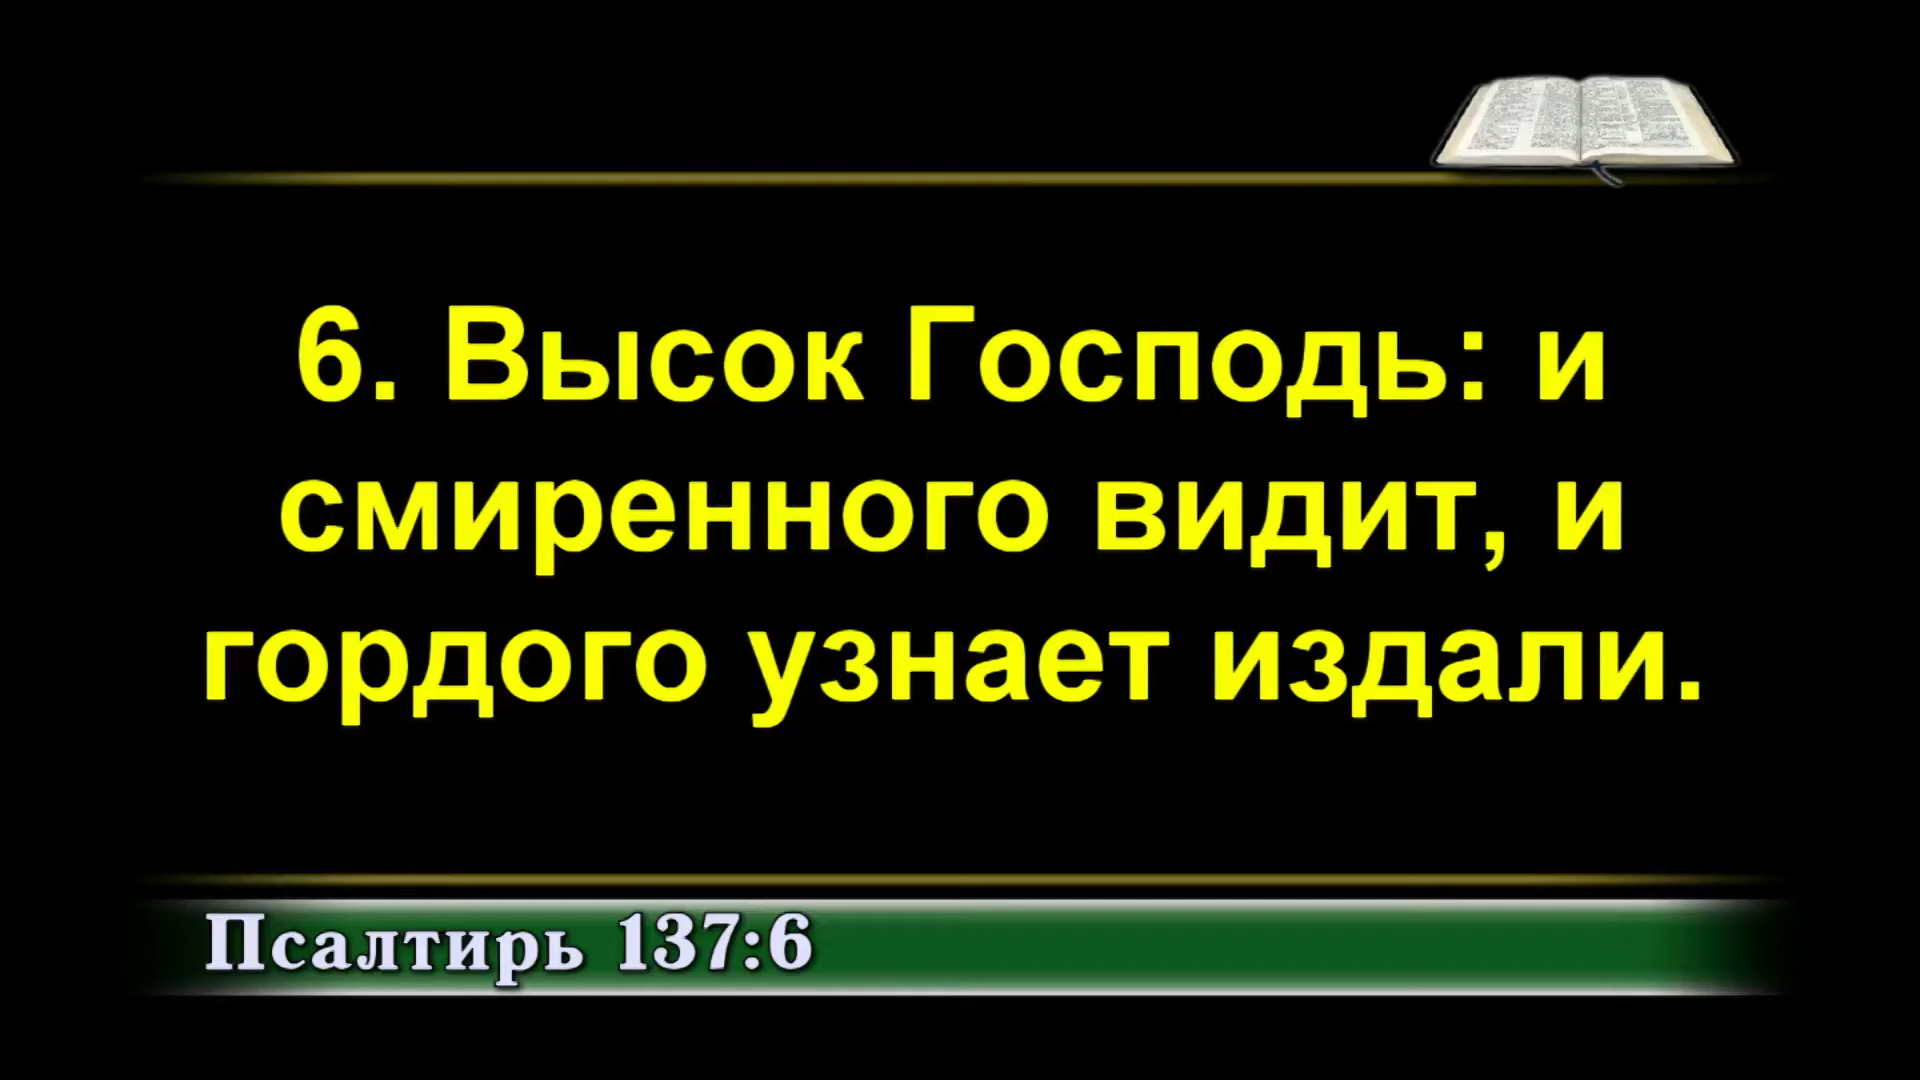 6. Высок Господь: и
смиренного видит, и
гордого узнает издали.
Псалтирь 137:6